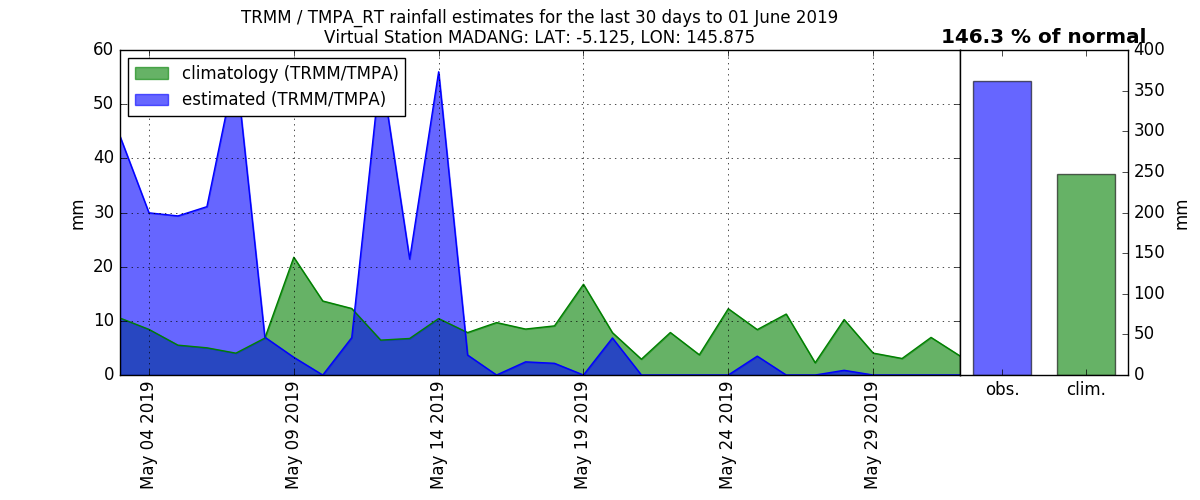 TRMM / TMPA_RT rainfall estimates for the last 30 days to 01 June 2019
Virtual Station MADANG: LAT: -5.125, LON: 145.875
146.3 % of normal
climatology (TRMM/TMPA)
estimated (TRMM/TMPA)
60
50
40
30
20
10
0
mm
May 04 2019
May 09 2019
May 14 2019
May 19 2019
May 24 2019
May 29 2019
400
350
300
250
200
150
100
50
0
mm
obs.
clim.